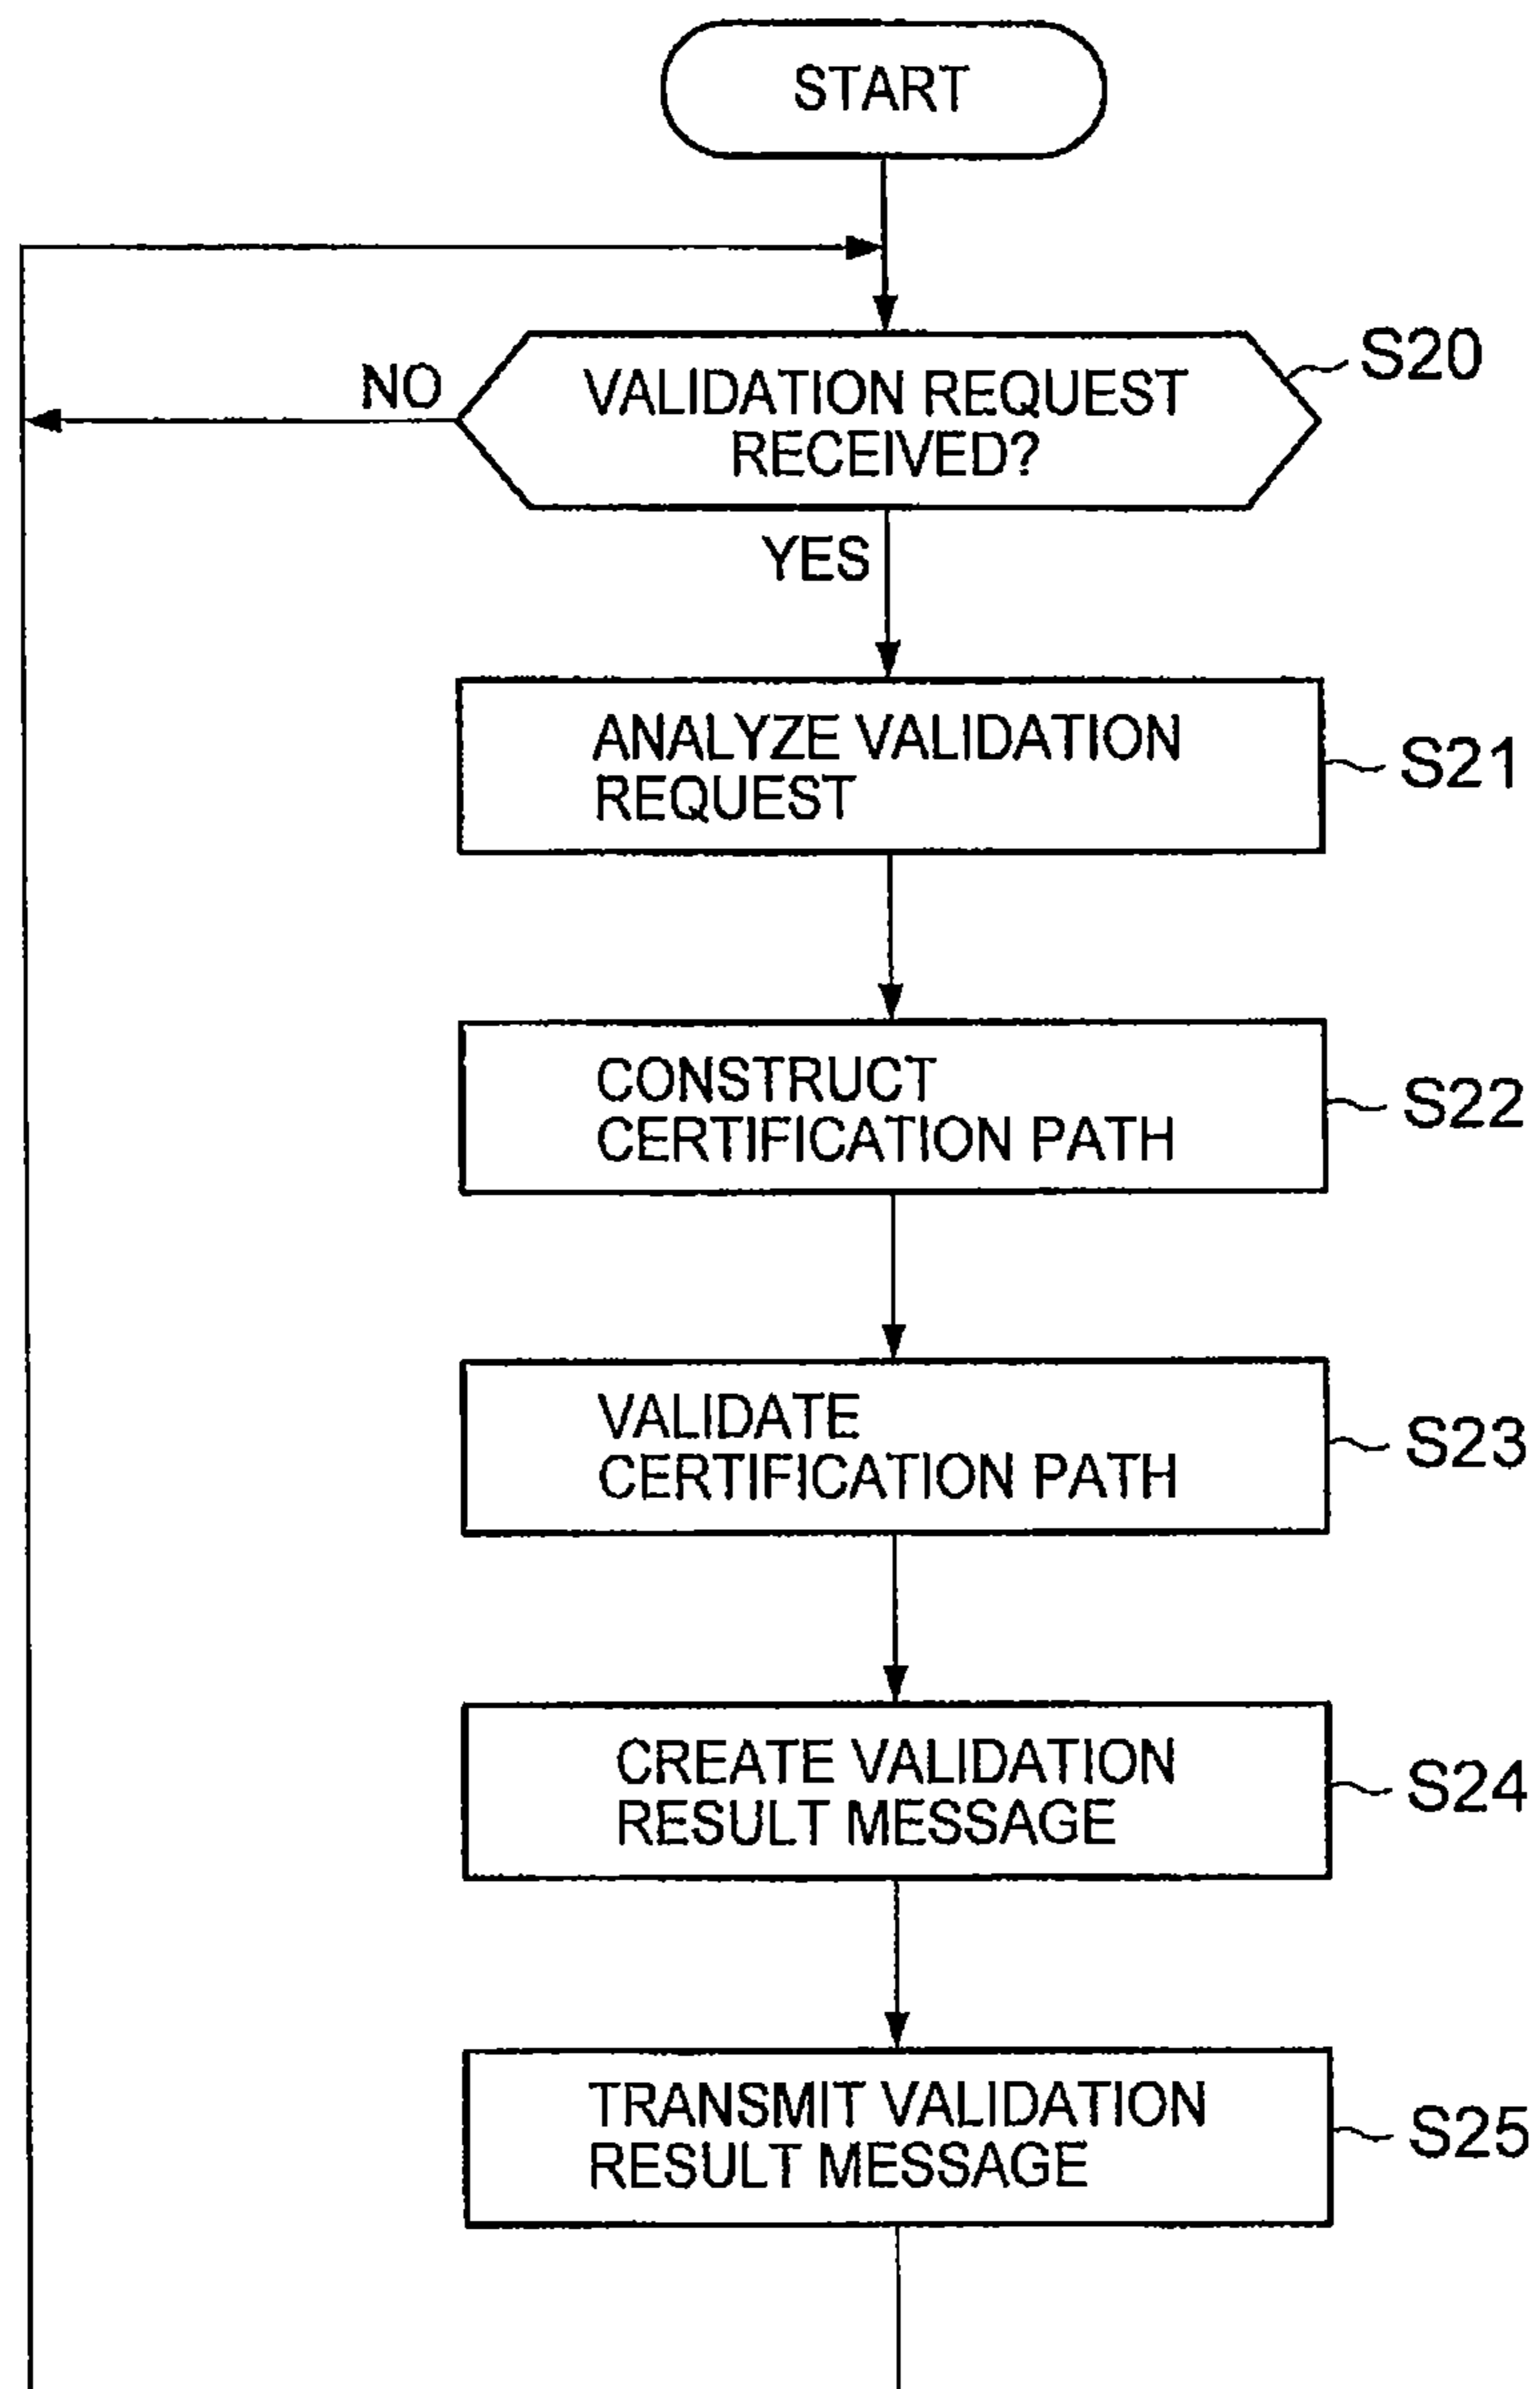 START
NO
VALIDATION REQUEST
RECEIVED?
S20
YES
ANALYZE VALIDATION
REQUEST
S21
CONSTRUCT
CERTIFICATION PATH
S22
VALIDATE
CERTIFICATION PATH
S23
CREATE VALIDATION
RESULT MESSAGE
S24
TRANSMIT VALIDATION
RESULT MESSAGE
S25